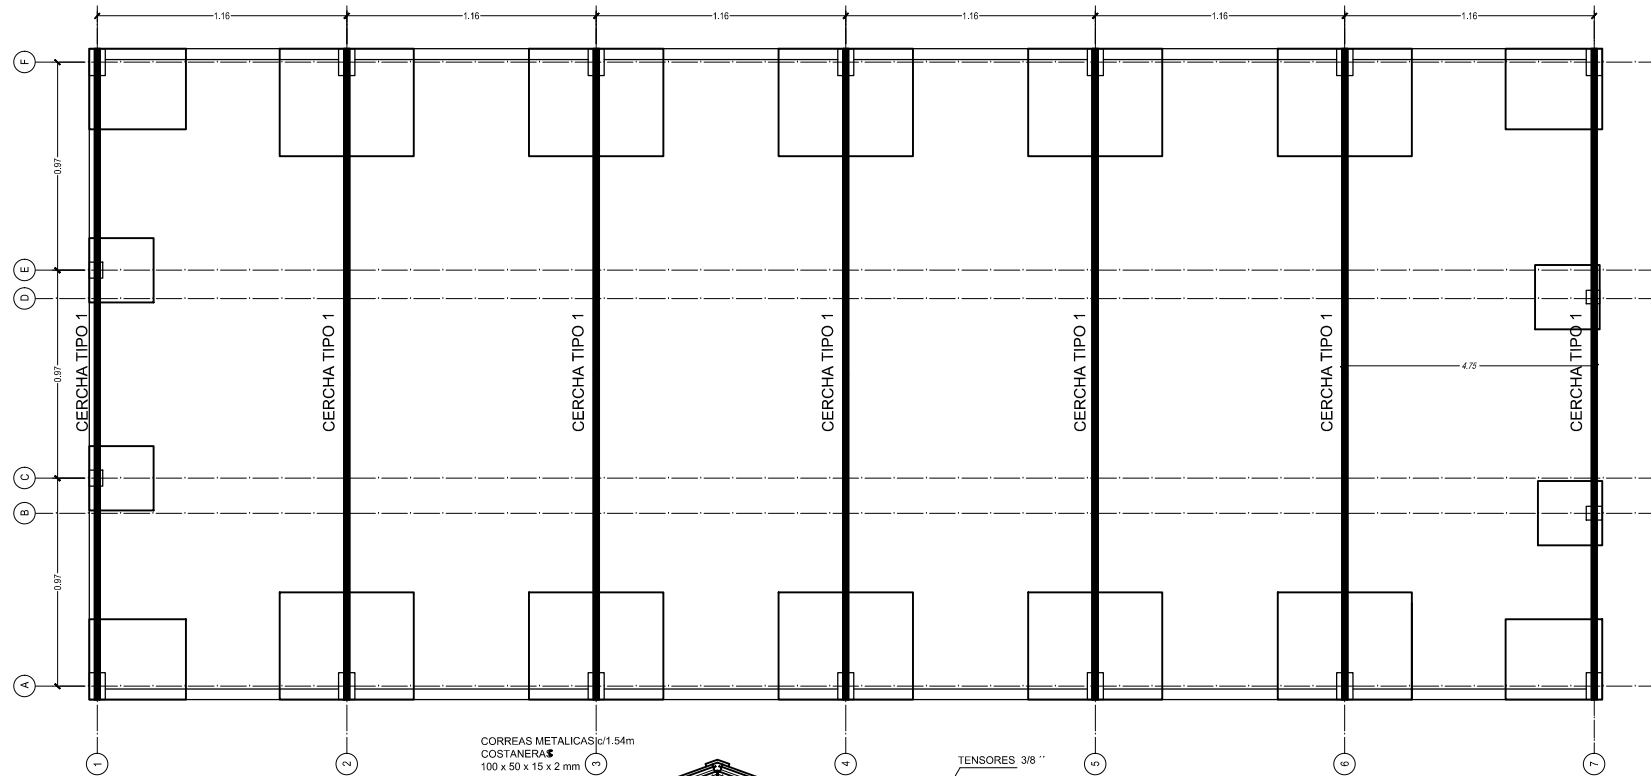 1.16
1.16
1.16
1.16
1.16
1.16
F
0.97
E
D
CERCHA TIPO 1
CERCHA TIPO 1
CERCHA TIPO 1
CERCHA TIPO 1
CERCHA TIPO 1
CERCHA TIPO 1
CERCHA TIPO 1
0.97
4.75
C
B
0.97
A
CORREAS METALICAS c/1.54m
COSTANERAS
100 x 50 x 15 x 2 mm
TENSORES 3/8 ´´
1
2
3
4
5
6
7